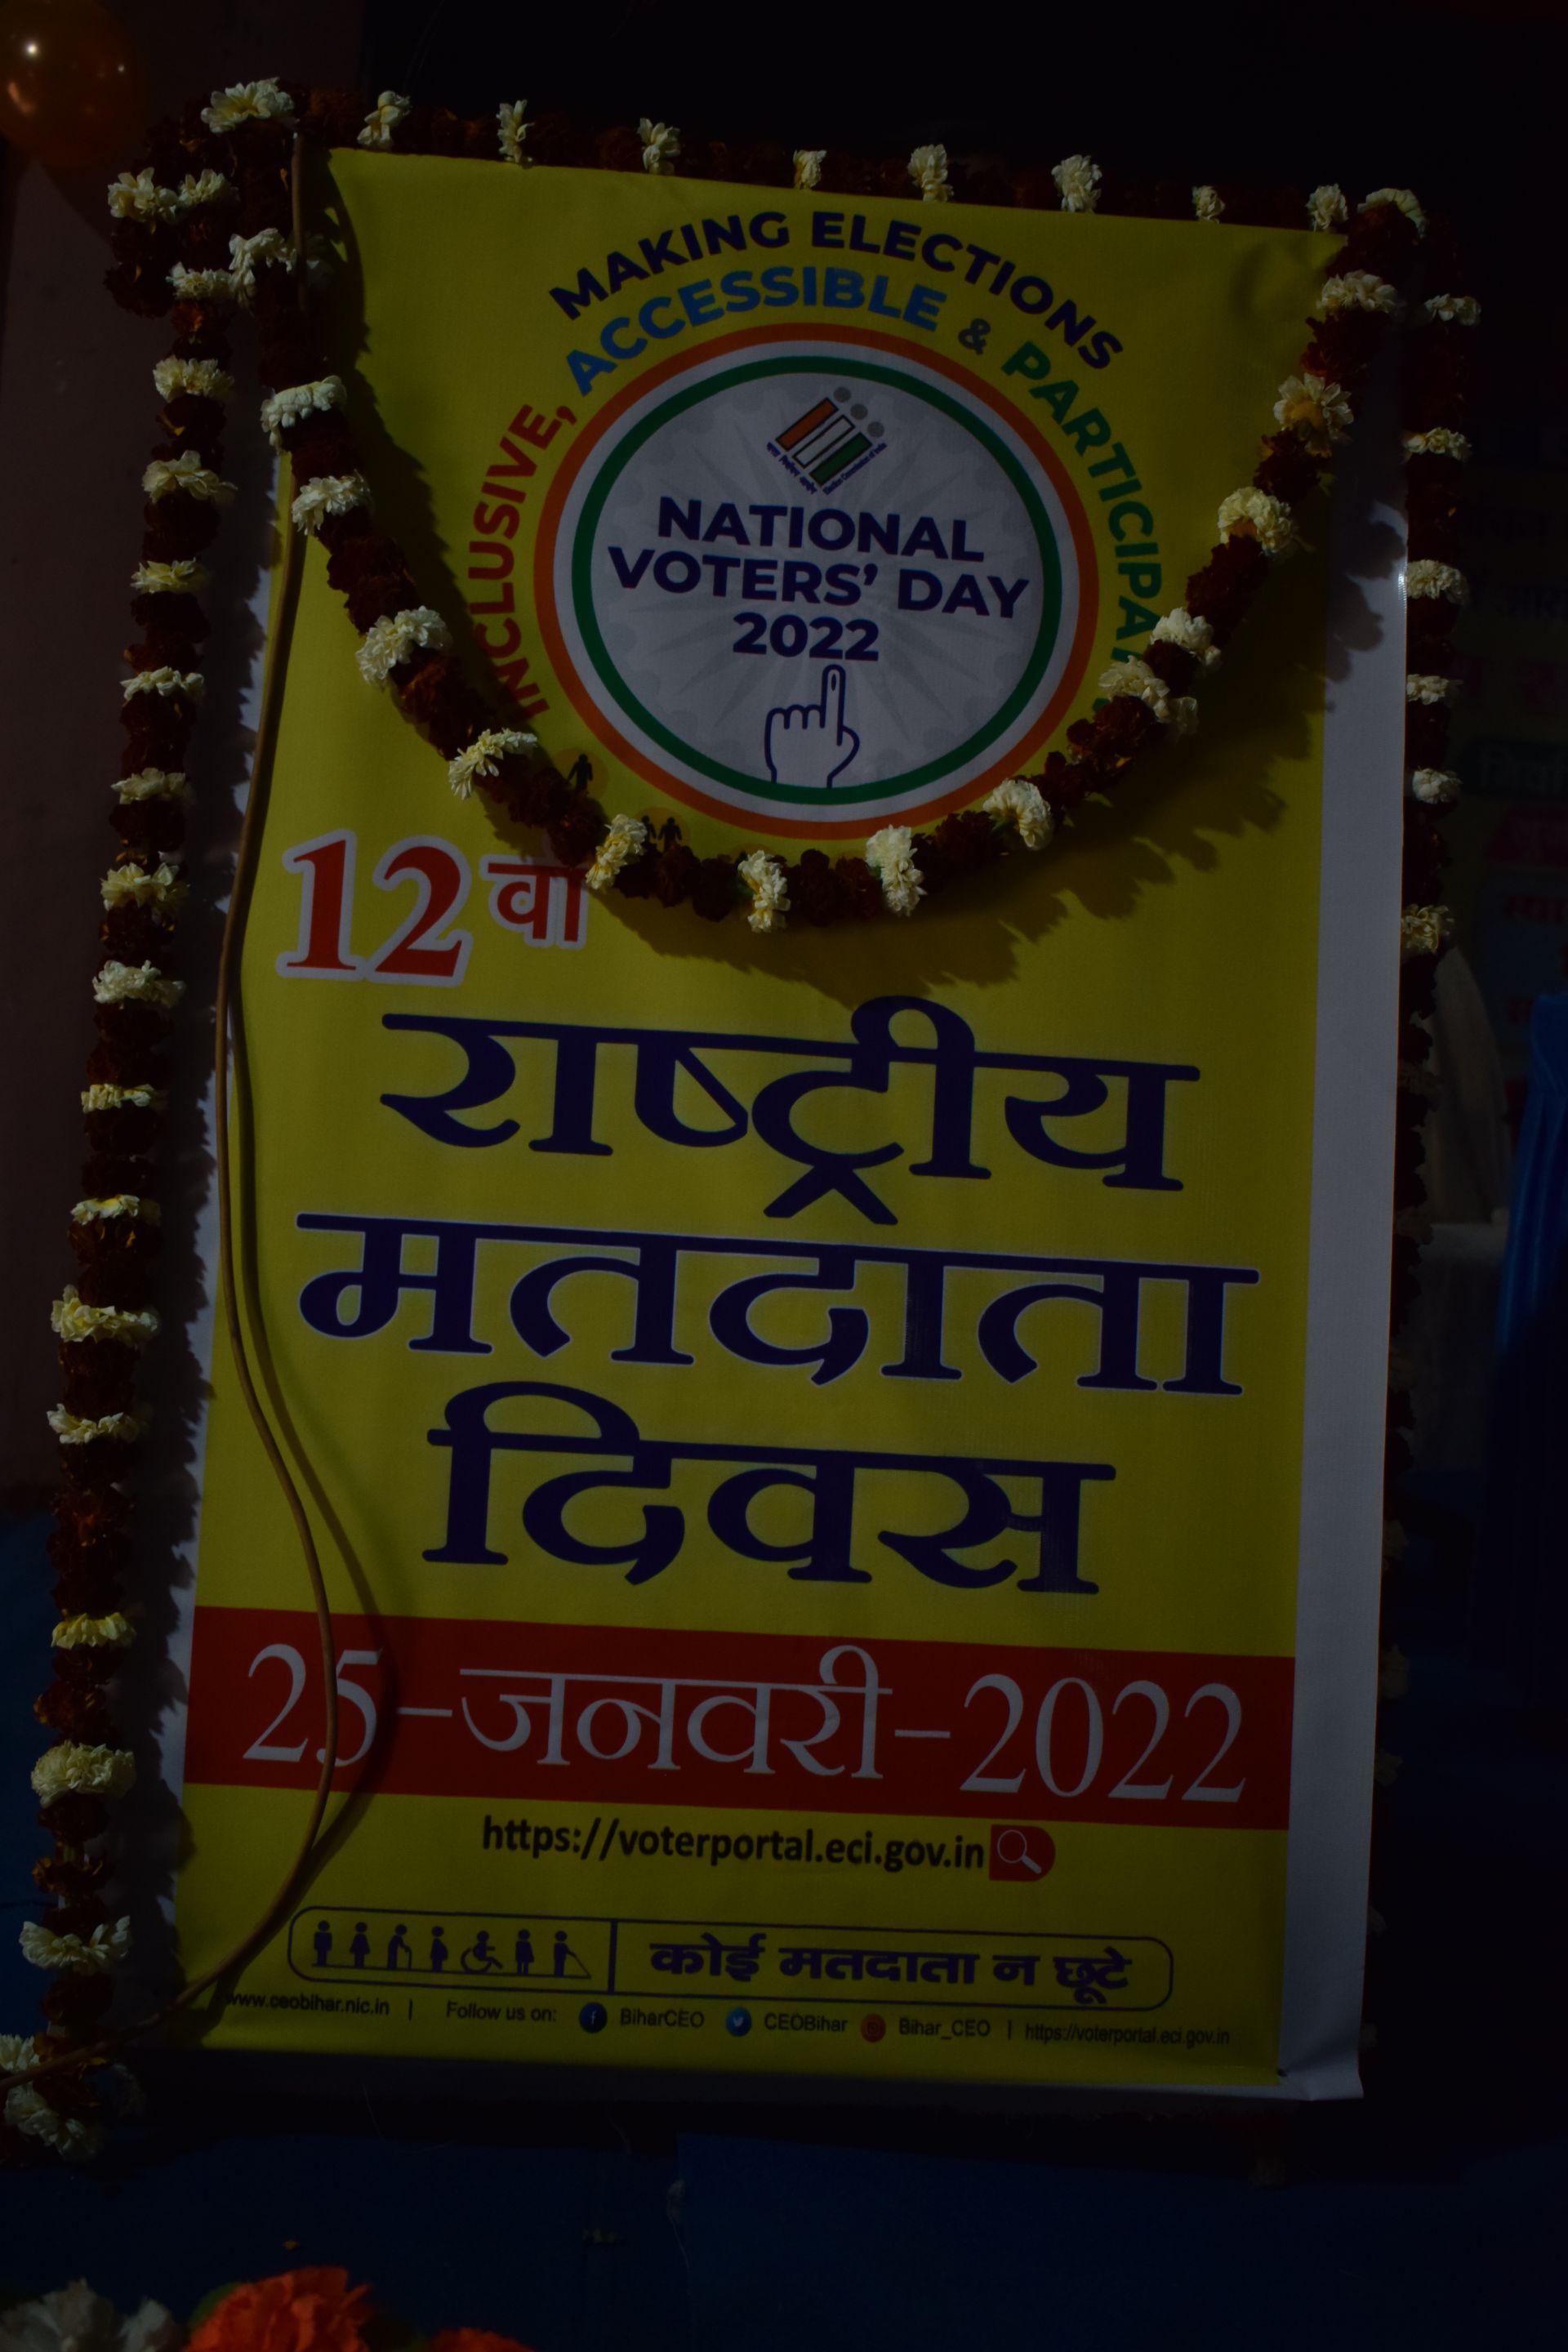 MAKING ELECTIONS
INCLUSIVE, ACCESSIBLE & PARTICIPA
NATIONAL
VOTERS' DAY
2022
12 वां
राष्ट्रीय
मतदाता
दिवस
25-जनवरी-2022
https://voterportal.eci.gov.in
कोई मतदाता न छूटे
www.ceobihar.nic.in | Follow us on: BiharCEO CEOBihar Bihar_CEO | https://voterportal.eci.gov.in